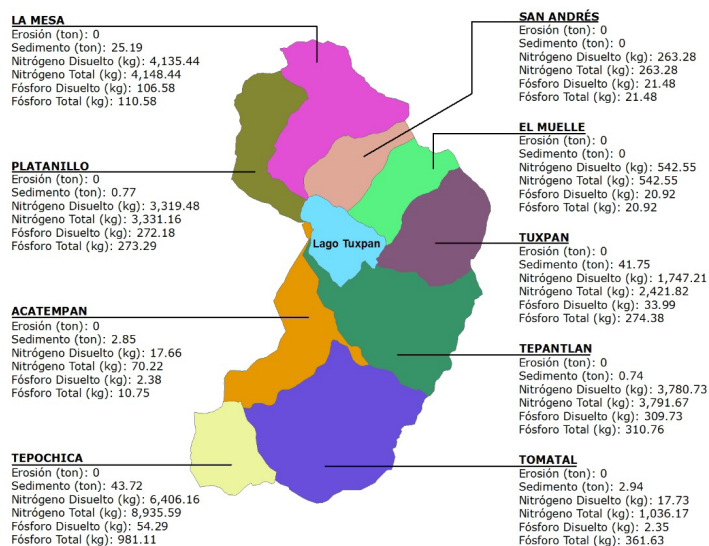 LA MESA
Erosión (ton): 0
Sedimento (ton): 25.19
Nitrógeno Disuelto (kg): 4,135.44
Nitrógeno Total (kg): 4,148.44
Fósforo Disuelto (kg): 106.58
Fósforo Total (kg): 110.58
PLATANILLO
Erosión (ton): 0
Sedimento (ton): 0.77
Nitrógeno Disuelto (kg): 3,319.48
Nitrógeno Total (kg): 3,331.16
Fósforo Disuelto (kg): 272.18
Fósforo Total (kg): 273.29
ACATEMPAN
Erosión (ton): 0
Sedimento (ton): 2.85
Nitrógeno Disuelto (kg): 17.66
Nitrógeno Total (kg): 70.22
Fósforo Disuelto (kg): 2.38
Fósforo Total (kg): 10.75
TEPOCHICA
Erosión (ton): 0
Sedimento (ton): 43.72
Nitrógeno Disuelto (kg): 6,406.16
Nitrógeno Total (kg): 8,935.59
Fósforo Disuelto (kg): 54.29
Fósforo Total (kg): 981.11
Lago Tuxpan
SAN ANDRÉS
Erosión (ton): 0
Sedimento (ton): 0
Nitrógeno Disuelto (kg): 263.28
Nitrógeno Total (kg): 263.28
Fósforo Disuelto (kg): 21.48
Fósforo Total (kg): 21.48
EL MUELLE
Erosión (ton): 0
Sedimento (ton): 0
Nitrógeno Disuelto (kg): 542.55
Nitrógeno Total (kg): 542.55
Fósforo Disuelto (kg): 20.92
Fósforo Total (kg): 20.92
TUXPAN
Erosión (ton): 0
Sedimento (ton): 41.75
Nitrógeno Disuelto (kg): 1,747.21
Nitrógeno Total (kg): 2,421.82
Fósforo Disuelto (kg): 33.99
Fósforo Total (kg): 274.38
TEPANTLAN
Erosión (ton): 0
Sedimento (ton): 0.74
Nitrógeno Disuelto (kg): 3,780.73
Nitrógeno Total (kg): 3,791.67
Fósforo Disuelto (kg): 309.73
Fósforo Total (kg): 310.76
TOMATAL
Erosión (ton): 0
Sedimento (ton): 2.94
Nitrógeno Disuelto (kg): 17.73
Nitrógeno Total (kg): 1,036.17
Fósforo Disuelto (kg): 2.35
Fósforo Total (kg): 361.63